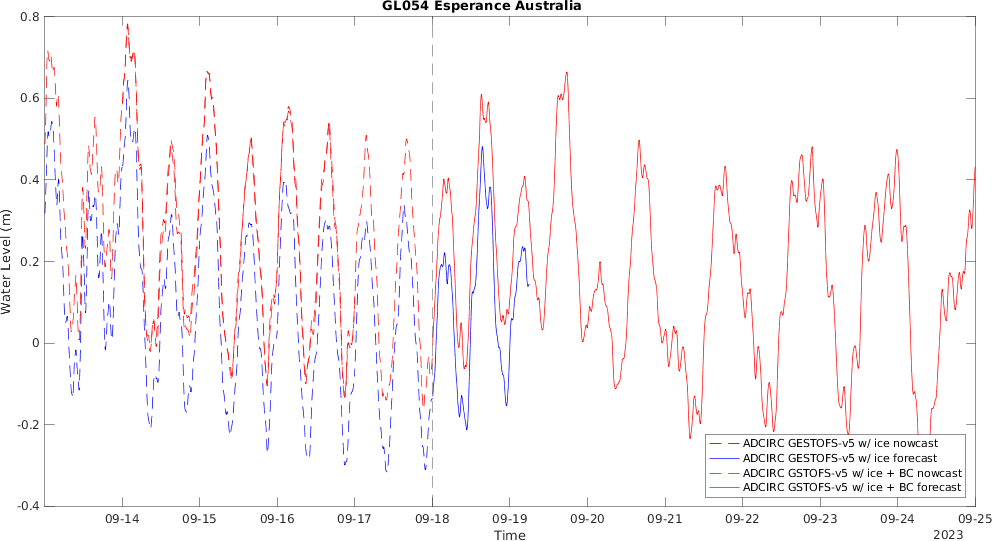 GL054 Esperance Australia
Water Level (m)
0.8
0.6
0.4
0.2
0
-0.2
-0.4
ADCIRC GESTOFS-v5 w/ ice nowcast
ADCIRC GESTOFS-v5 w/ ice forecast
ADCIRC GSTOFS-v5 w/ ice + BC nowcast
ADCIRC GSTOFS-v5 w/ ice + BC forecast
09-14 09-15 09-16 09-17 09-18 09-19 09-20 09-21 09-22 09-23 09-24 09-25
Time
2023